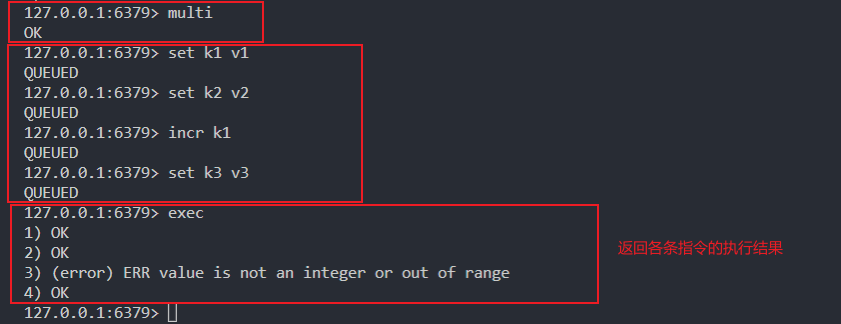 127.0.0.1:6379> multi
OK
127.0.0.1:6379> set k1 v1
QUEUED
127.0.0.1:6379> set k2 v2
QUEUED
127.0.0.1:6379> incr k1
QUEUED
127.0.0.1:6379> set k3 v3
QUEUED
127.0.0.1:6379> exec
1) OK
2) OK
返回各条指令的执行结果
3) (error) ERR value is not an integer or out of range
4) OK
127.0.0.1:6379>